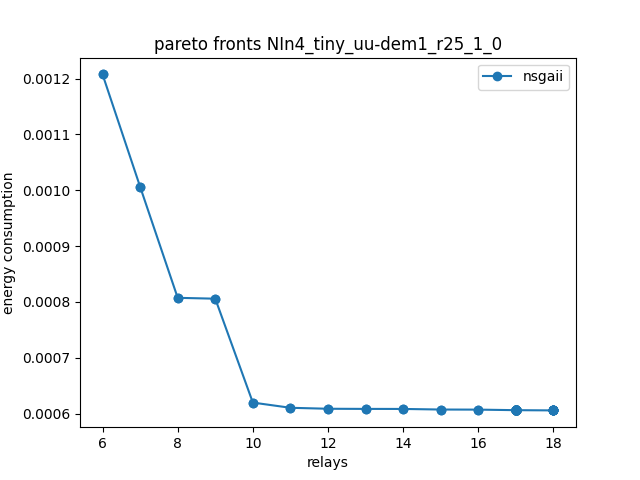 pareto fronts NIn4_tiny_uu-dem1_r25_1_0
nsgaii
0.0012
0.0011
0.0010
0.0009
0.0008
0.0007
0.0006
energy consumption
6 8 10 12 14 16 18
relays